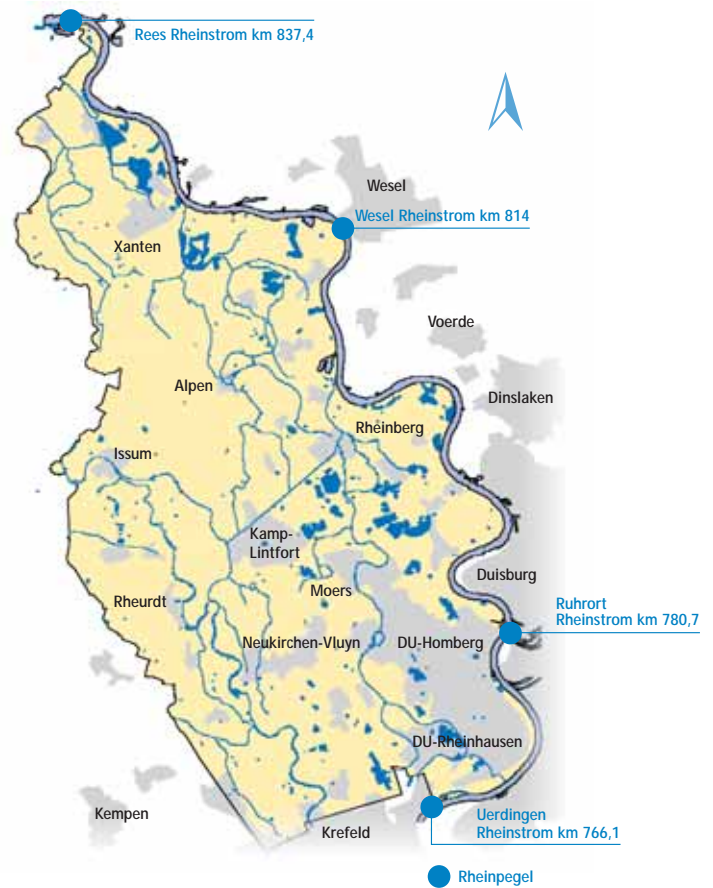 Rees Rheinstrom km 837,4
Wesel
Wesel Rheinstrom km 814
Xanten
Voerde
Alpen
Dinslaken
Rheinberg
Issum
Kamp-
Lintfort
Duisburg
Moers
Rheurdt
Ruhrort
Rheinstrom km 780,7
Neukirchen-Vluyn
DU-Homberg
DU-Rheinhausen
Kempen
Uerdingen
Rheinstrom km 766,1
Krefeld
Rheinpegel